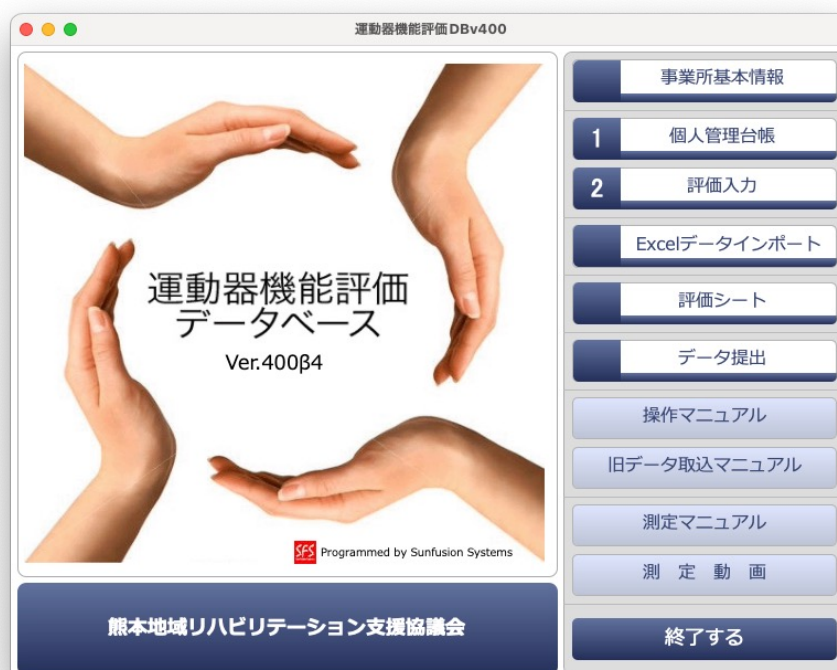 運動器機能評価DBv400
運動器機能評価
データベース
Ver.400β4
SFS Programmed by Sunfusion Systems
熊本地域リハビリテーション支援協議会
事業所基本情報
1 個人管理台帳
2 評価入力
Excelデータインポート
評価シート
データ提出
操作マニュアル
旧データ取込マニュアル
測定マニュアル
測 定 動 画
終了する